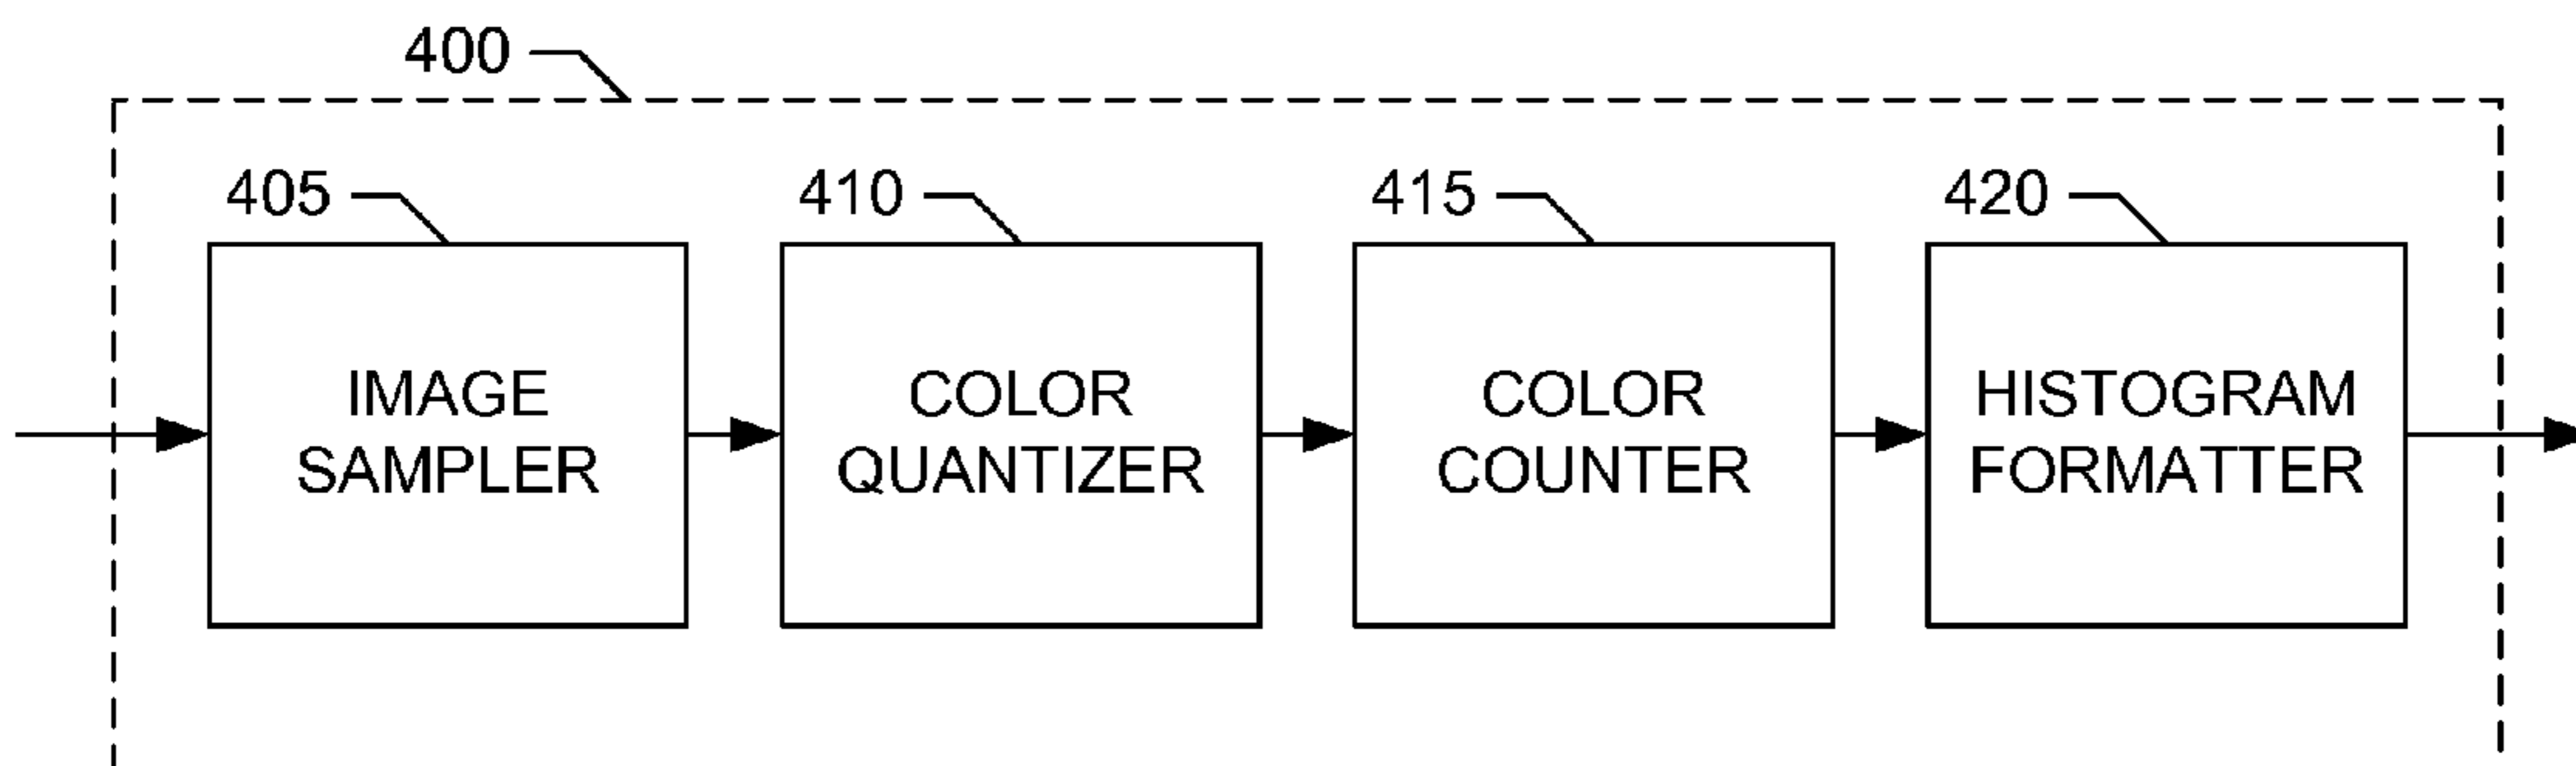 400
405
410
415
420
IMAGE
SAMPLER
COLOR
QUANTIZER
COLOR
COUNTER
HISTOGRAM
FORMATTER